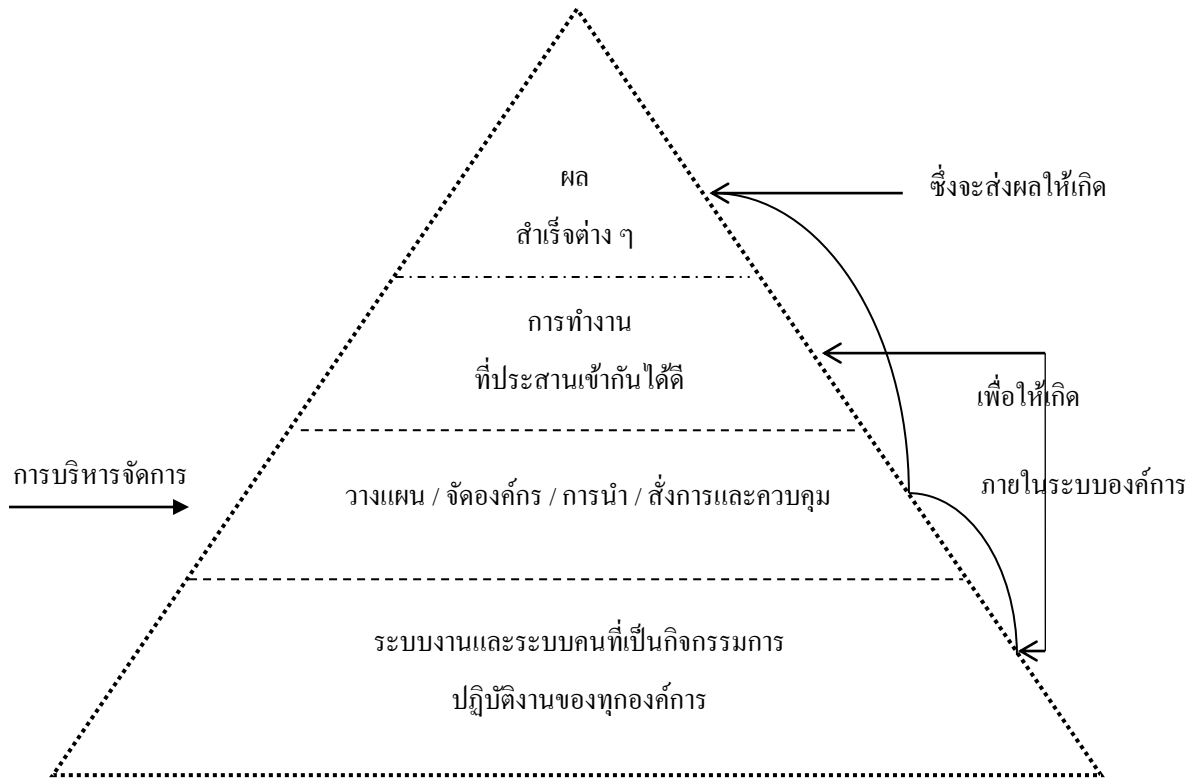 ผล
สำเร็จต่าง ๆ
ซึ่งจะส่งผลให้เกิด
การทำงาน
ที่ประสานเข้ากันได้ดี
เพื่อให้เกิด
การบริหารจัดการ
วางแผน / จัดองค์กร / การนำ / สั่งการและควบคุม
ภายในระบบองค์การ
ระบบงานและระบบคนที่เป็นกิจกรรมการ
ปฏิบัติงานของทุกองค์การ